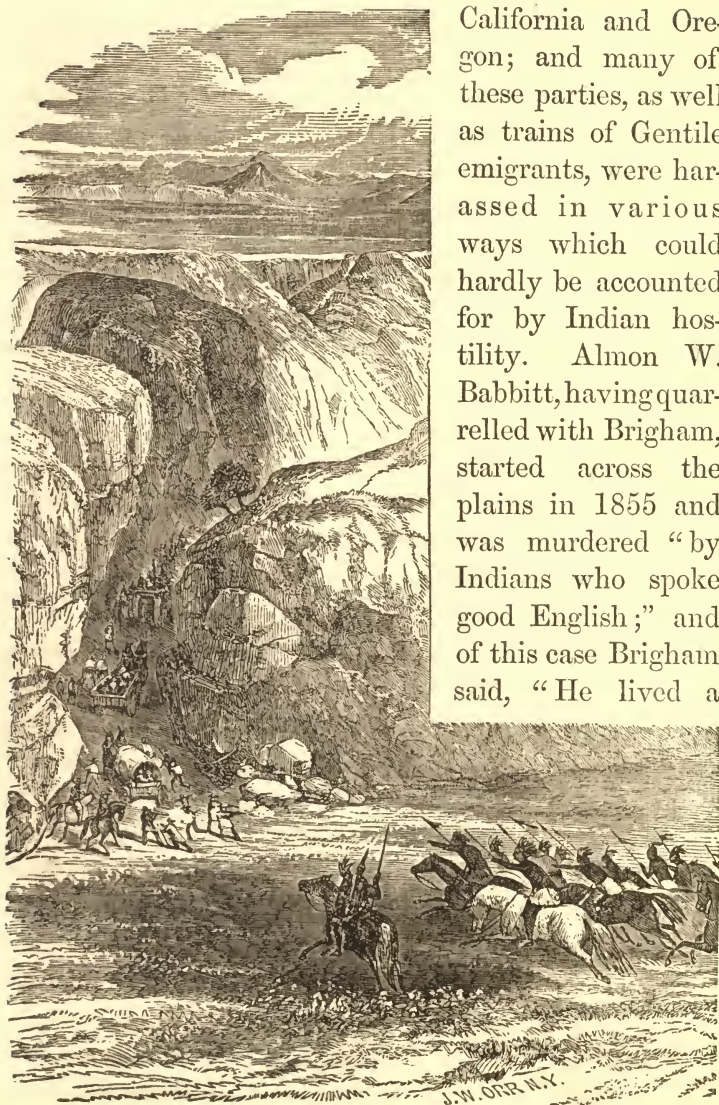 California and Ore-
gon; and many of
these parties, as well
as trains of Gentile
emigrants, were har-
assed in various
ways which could
hardly be accounted
for by Indian hos-
tility. Almon W.
Babbitt, having quar-
relled with Brigham,
started across the
plains in 1855 and
was murdered “by
Indians who spoke
good English;” and
of this case Brigham
said, “He lived a
J.W. ORR N.Y.